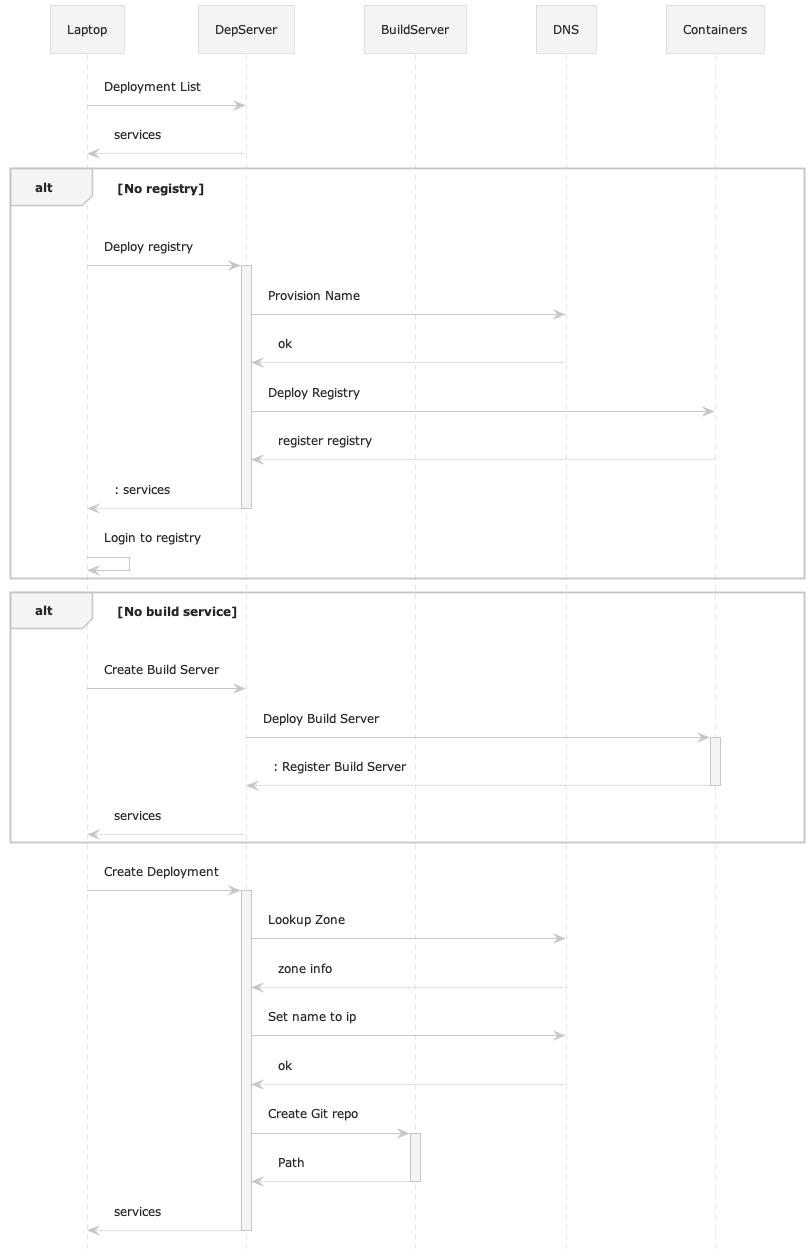 Laptop DepServer BuildServer DNS Containers
Deployment List
services
alt [No registry]
Deploy registry
Provision Name
ok
Deploy Registry
register registry
: services
Login to registry
alt [No build service]
Create Build Server
Deploy Build Server
: Register Build Server
services
Create Deployment
Lookup Zone
zone info
Set name to ip
ok
Create Git repo
Path
services